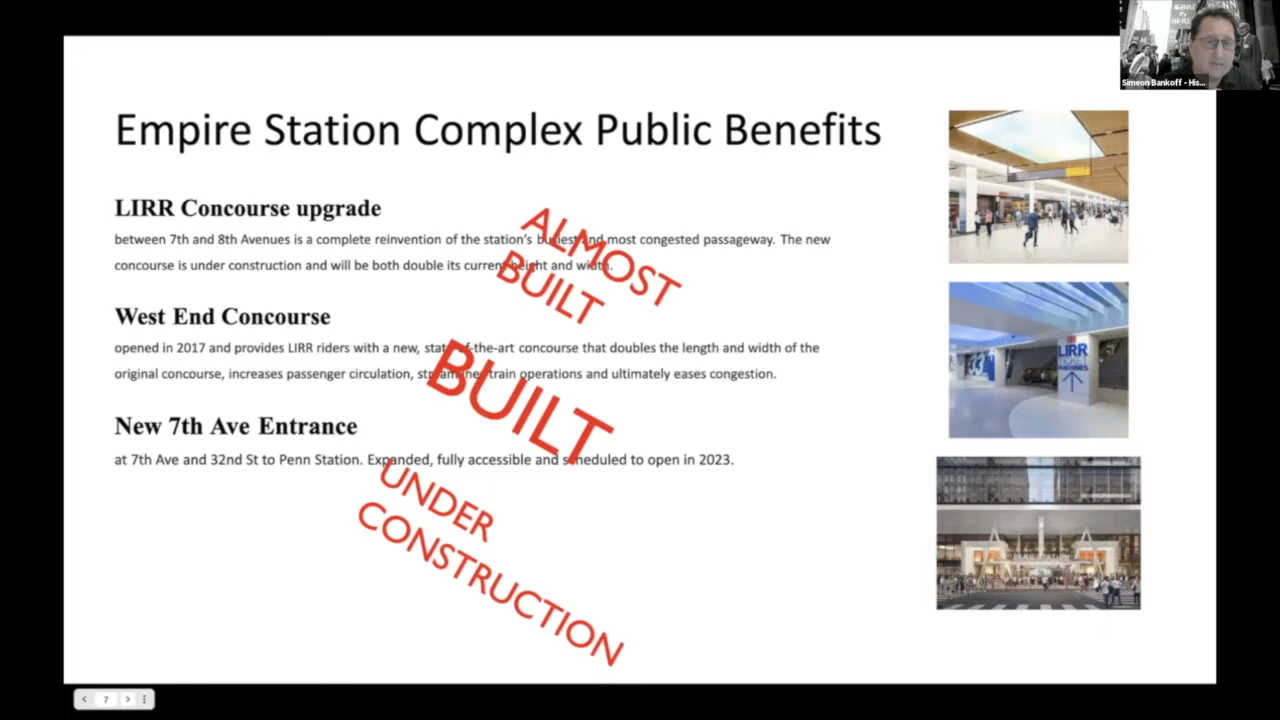 Simeon Bankoff - His...
Empire Station Complex Public Benefits
LIRR Concourse upgrade
between 7th and 8th Avenues is a complete reinvention of the station's busiest and most congested passageway. The new
concourse is under construction and will be both double its current height and width.
ALMOST
BUILT
West End Concourse
opened in 2017 and provides LIRR riders with a new, state-of-the-art concourse that doubles the length and width of the
original concourse, increases passenger circulation, streamlines train operations and ultimately eases congestion.
BUILT
New 7th Ave Entrance
at 7th Ave and 32nd St to Penn Station. Expanded, fully accessible and scheduled to open in 2023.
UNDER
CONSTRUCTION
LIRR
TICKET
MACHINES
7